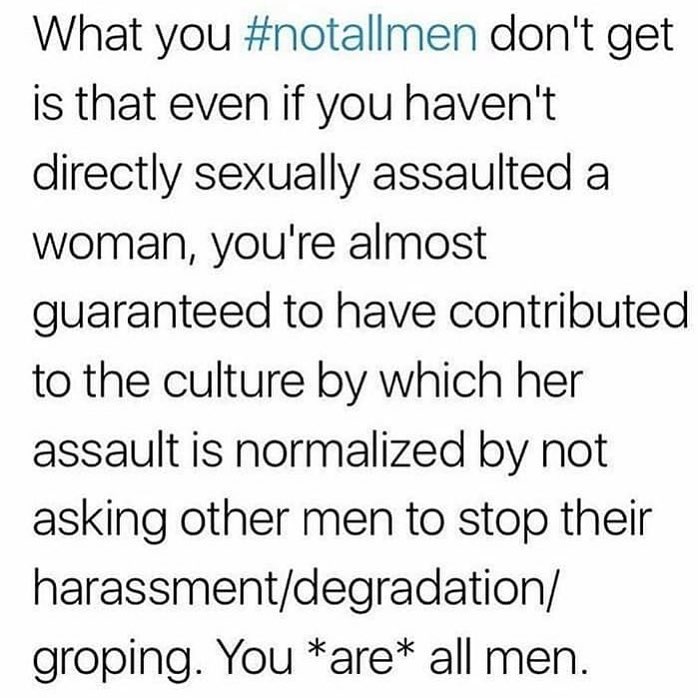 What you #notallmen don't get
is that even if you haven't
directly sexually assaulted a
woman, you're almost
guaranteed to have contributed
to the culture by which her
assault is normalized by not
asking other men to stop their
harassment/degradation/
groping. You *are* all men.